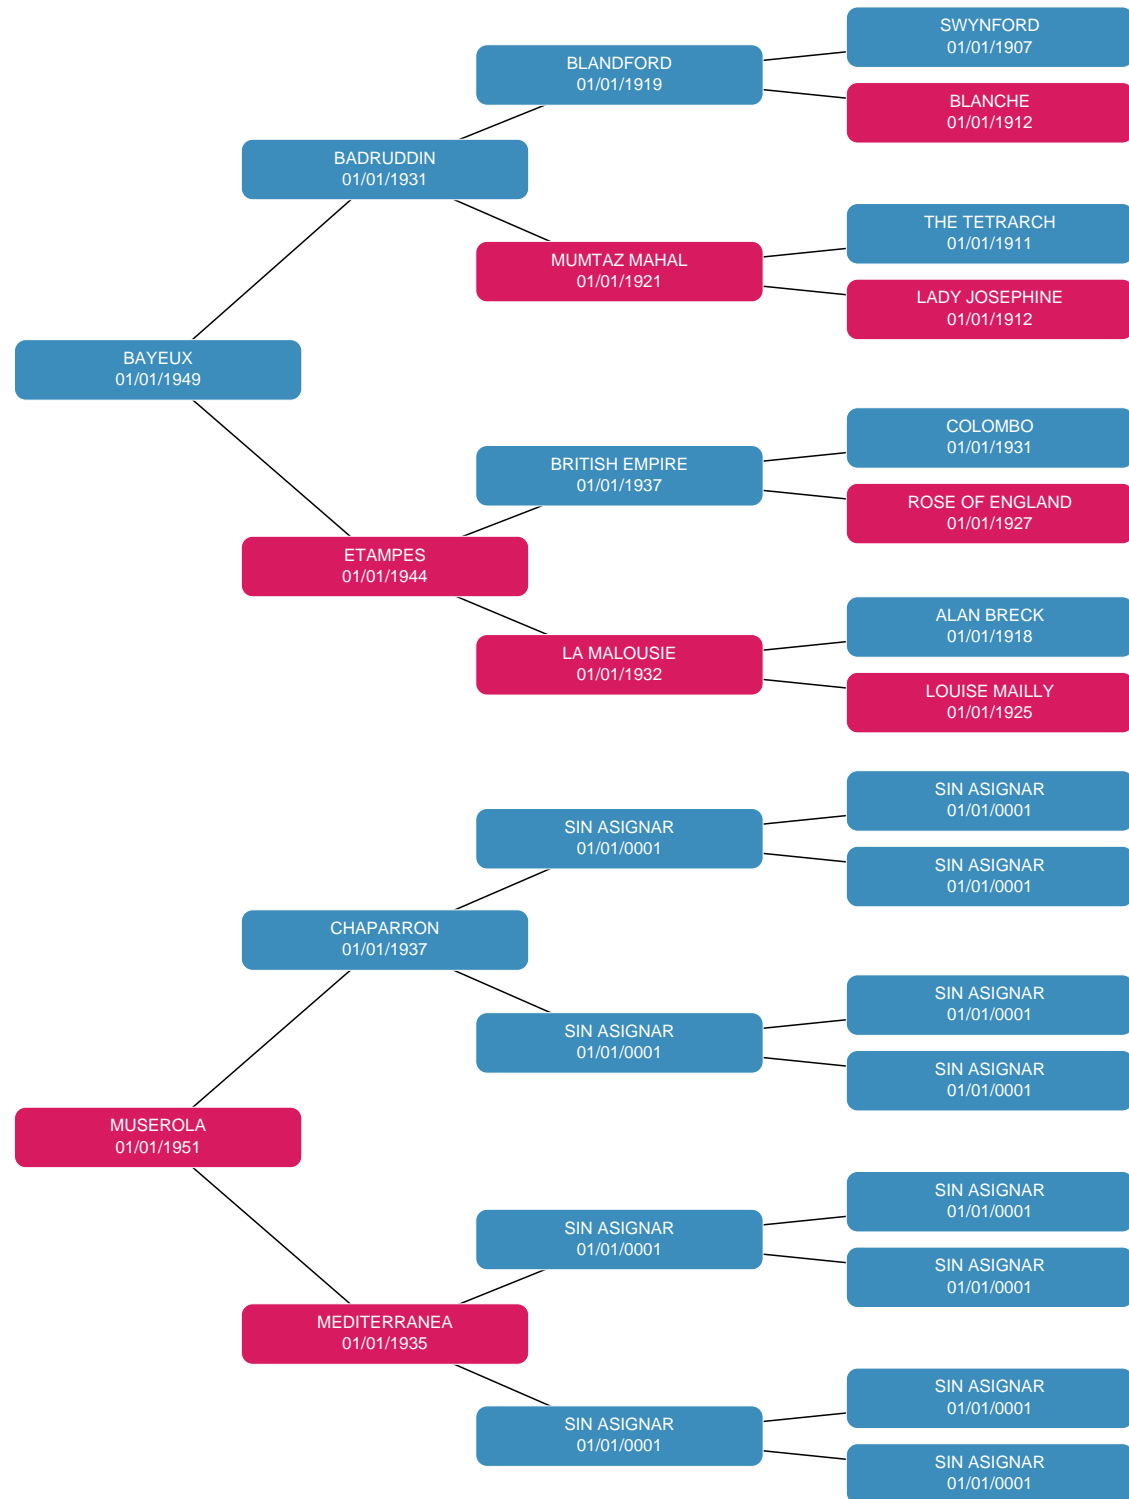 SWYNFORD
01/01/1907
BLANDFORD
01/01/1919
BLANCHE
01/01/1912
BADRUDDIN
01/01/1931
THE TETRARCH
01/01/1911
MUMTAZ MAHAL
01/01/1921
LADY JOSEPHINE
01/01/1912
BAYEUX
01/01/1949
COLOMBO
01/01/1931
BRITISH EMPIRE
01/01/1937
ROSE OF ENGLAND
01/01/1927
ETAMPES
01/01/1944
ALAN BRECK
01/01/1918
LA MALOUSIE
01/01/1932
LOUISE MAILLY
01/01/1925
SIN ASIGNAR
01/01/0001
SIN ASIGNAR
01/01/0001
SIN ASIGNAR
01/01/0001
CHAPARRON
01/01/1937
SIN ASIGNAR
01/01/0001
SIN ASIGNAR
01/01/0001
SIN ASIGNAR
01/01/0001
MUSEROLA
01/01/1951
SIN ASIGNAR
01/01/0001
SIN ASIGNAR
01/01/0001
SIN ASIGNAR
01/01/0001
MEDITERRANEA
01/01/1935
SIN ASIGNAR
01/01/0001
SIN ASIGNAR
01/01/0001
SIN ASIGNAR
01/01/0001